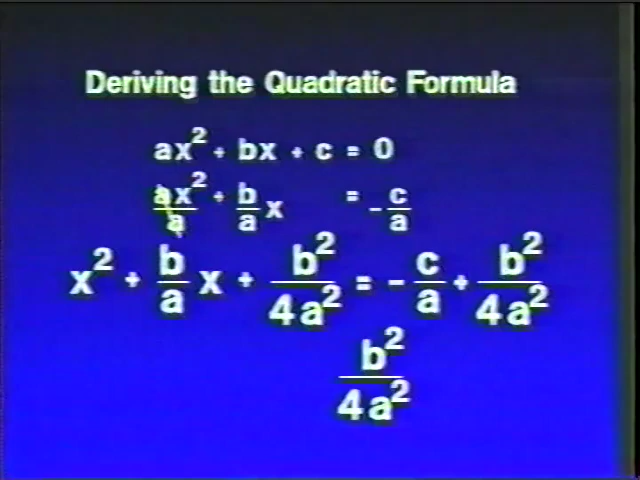 Deriving the Quadratic Formula
ax² + bx + c = 0
ax²/a + b/a x = - c/a
x² + b/a x + b²/4a² = - c/a + b²/4a²
b²/4a²